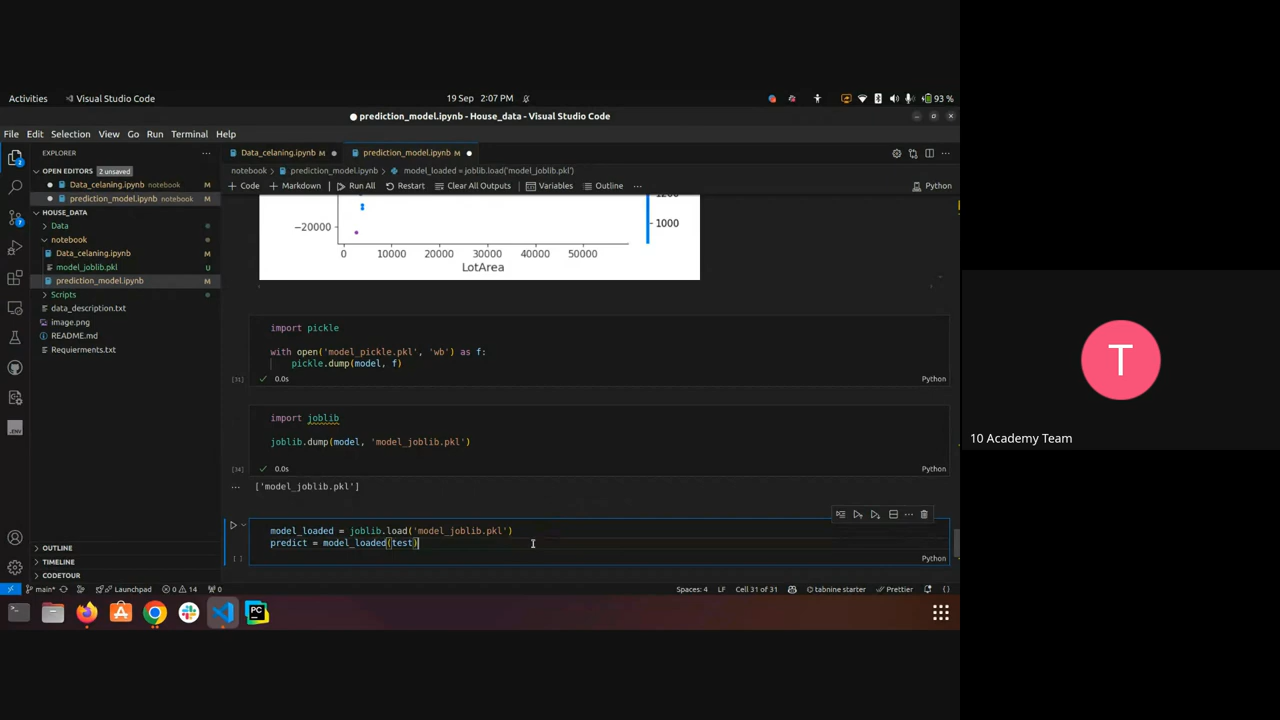 Activities
Visual Studio Code
19 Sep 2:07 PM
93 %
prediction_model.ipynb - House_data - Visual Studio Code
File Edit Selection View Go Run Terminal Help
EXPLORER
Data_celaning.ipynb M
prediction_model.ipynb M
OPEN EDITORS 2 unsaved
notebook > prediction_model.ipynb > model_loaded = joblib.load('model_joblib.pkl')
Data_celaning.ipynb notebook M
prediction_model.ipynb notebook M
+ Code + Markdown Run All Restart Clear All Outputs Variables Outline
Python
HOUSE_DATA
Data
notebook
Data_celaning.ipynb M
model_joblib.pkl U
prediction_model.ipynb M
Scripts
data_description.txt
image.png
README.md
Requierments.txt
1200
1000
−20000
0 10000 20000 30000 40000 50000
LotArea
import pickle
with open('model_pickle.pkl', 'wb') as f:
pickle.dump(model, f)
[31] 0.0s Python
import joblib
joblib.dump(model, 'model_joblib.pkl')
[34] 0.0s Python
['model_joblib.pkl']
model_loaded = joblib.load('model_joblib.pkl')
predict = model_loaded(test)
[ ] Python
OUTLINE
TIMELINE
CODETOUR
main* Launchpad 0 14 0
Spaces: 4 LF Cell 31 of 31 tabnine starter Prettier
.ENV
PC
T
10 Academy Team